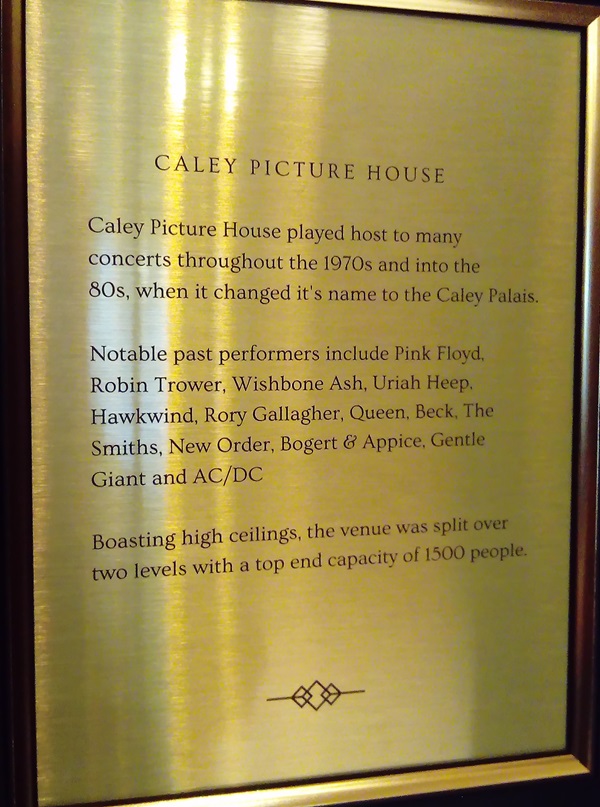 CALEY PICTURE HOUSE
Caley Picture House played host to many
concerts throughout the 1970s and into the
80s, when it changed it's name to the Caley Palais.
Notable past performers include Pink Floyd,
Robin Trower, Wishbone Ash, Uriah Heep,
Hawkwind, Rory Gallagher, Queen, Beck, The
Smiths, New Order, Bogert & Appice, Gentle
Giant and AC/DC
Boasting high ceilings, the venue was split over
two levels with a top end capacity of 1500 people.